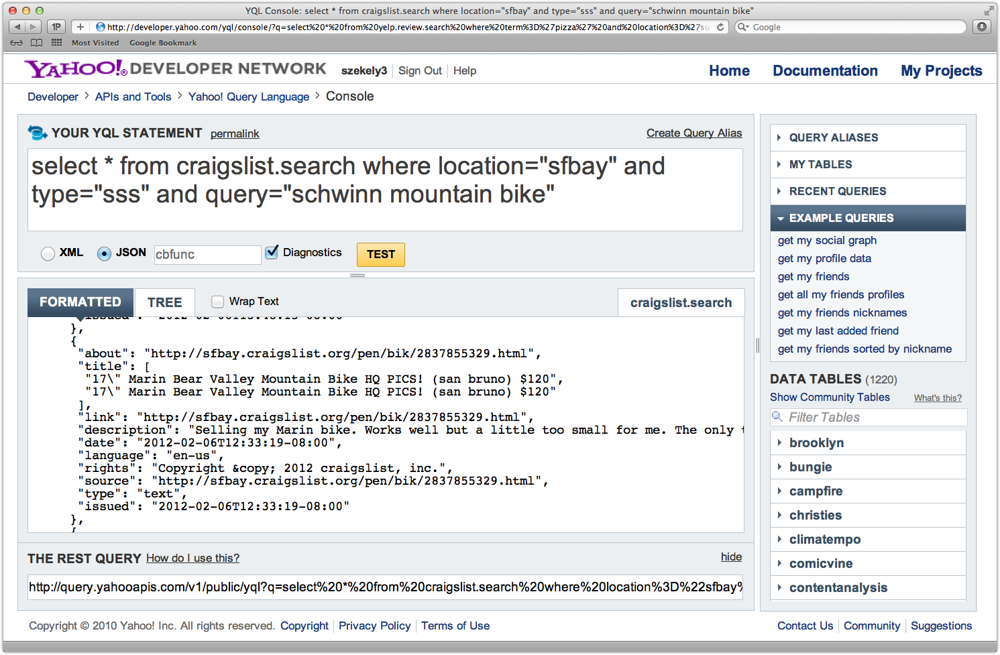 YQL Console: select * from craigslist.search where location="sfbay" and type="sss" and query="schwinn mountain bike"
1P
http://developer.yahoo.com/yql/console/?q=select%20*%20from%20yelp.review.search%20where%20term%3D%27pizza%27%20and%20location%3D%27su
Google
Most Visited Google Bookmark
YAHOO!® DEVELOPER NETWORK szekely3 Sign Out Help Home Documentation My Projects
Developer > APIs and Tools > Yahoo! Query Language > Console
YOUR YQL STATEMENT permalink Create Query Alias
select * from craigslist.search where location="sfbay" and
type="sss" and query="schwinn mountain bike"
XML JSON cbfunc Diagnostics TEST
FORMATTED TREE Wrap Text craigslist.search
},
{
"about": "http://sfbay.craigslist.org/pen/bik/2837855329.html",
"title": [
"17\" Marin Bear Valley Mountain Bike HQ PICS! (san bruno) $120",
"17\" Marin Bear Valley Mountain Bike HQ PICS! (san bruno) $120"
],
"link": "http://sfbay.craigslist.org/pen/bik/2837855329.html",
"description": "Selling my Marin bike. Works well but a little too small for me. The only
"date": "2012-02-06T12:33:19-08:00",
"language": "en-us",
"rights": "Copyright &copy; 2012 craigslist, inc.",
"source": "http://sfbay.craigslist.org/pen/bik/2837855329.html",
"type": "text",
"issued": "2012-02-06T12:33:19-08:00"
},
{
THE REST QUERY How do I use this? hide
http://query.yahooapis.com/v1/public/yql?q=select%20*%20from%20craigslist.search%20where%20location%3D%22sfbay%
QUERY ALIASES
MY TABLES
RECENT QUERIES
EXAMPLE QUERIES
get my social graph
get my profile data
get my friends
get all my friends profiles
get my friends nicknames
get my last added friend
get my friends sorted by nickname
DATA TABLES (1220)
Show Community Tables What's this?
Filter Tables
brooklyn
bungie
campfire
christies
climatempo
comicvine
contentanalysis
Copyright © 2010 Yahoo! Inc. All rights reserved. Copyright Privacy Policy Terms of Use
Contact Us Community Suggestions